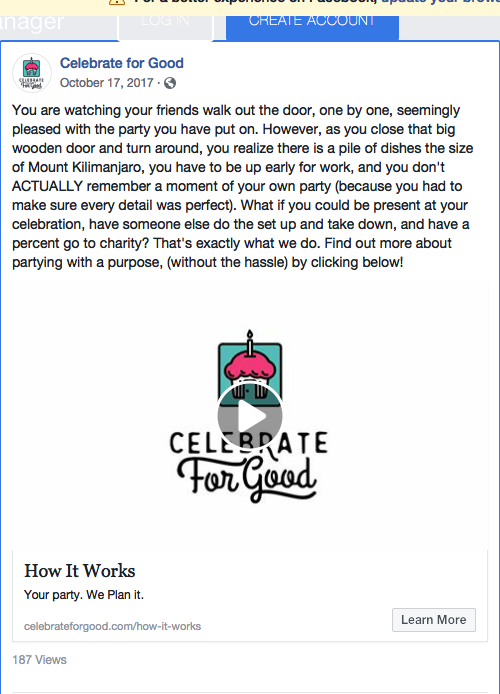 For a better experience on Facebook, update your brow
nager
LOG IN
CREATE ACCOUNT
CELEBRATE
Celebrate for Good
October 17, 2017 ·
You are watching your friends walk out the door, one by one, seemingly
pleased with the party you have put on. However, as you close that big
wooden door and turn around, you realize there is a pile of dishes the size
of Mount Kilimanjaro, you have to be up early for work, and you don't
ACTUALLY remember a moment of your own party (because you had to
make sure every detail was perfect). What if you could be present at your
celebration, have someone else do the set up and take down, and have a
percent go to charity? That's exactly what we do. Find out more about
partying with a purpose, (without the hassle) by clicking below!
CELEBRATE
For Good
How It Works
Your party. We Plan it.
celebrateforgood.com/how-it-works
Learn More
187 Views